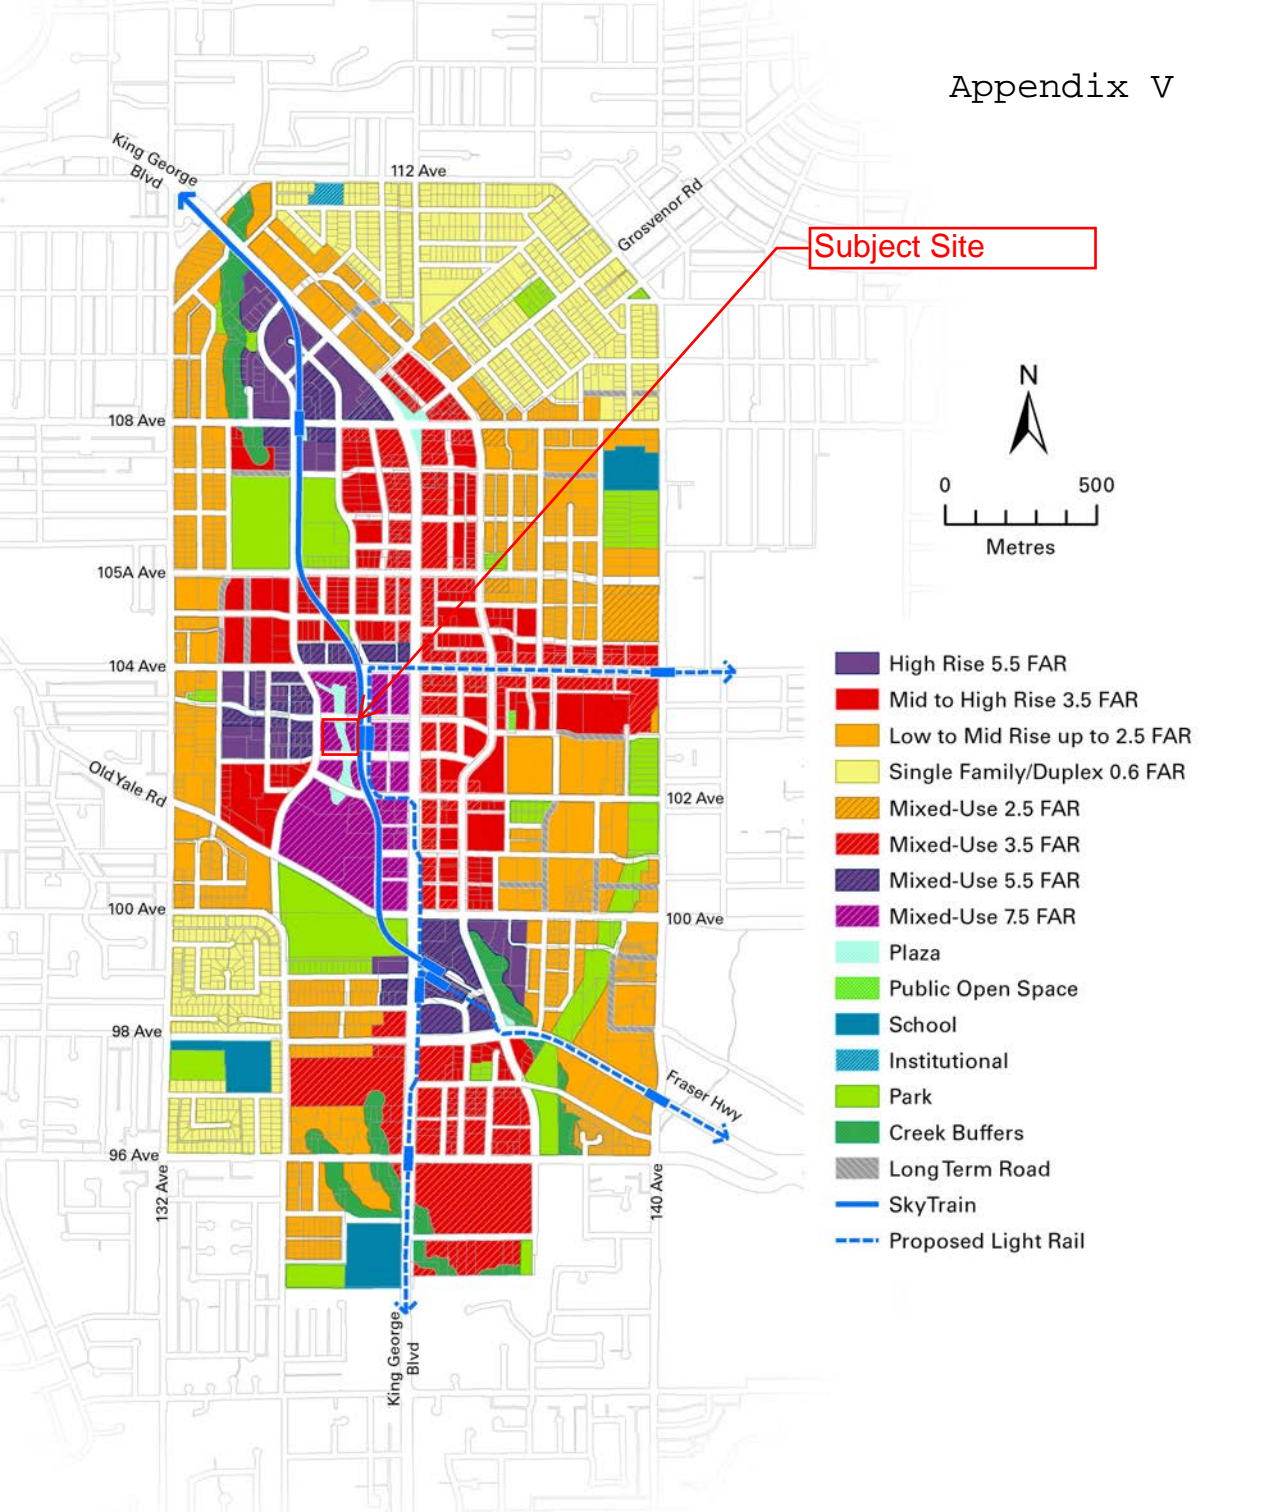 Appendix V
King George
Blvd
112 Ave
Grosvenor Rd
Subject Site
N
108 Ave
0 500
Metres
105A Ave
104 Ave
Old Yale Rd
102 Ave
100 Ave
100 Ave
98 Ave
Fraser Hwy
96 Ave
132 Ave
140 Ave
King George
Blvd
High Rise 5.5 FAR
Mid to High Rise 3.5 FAR
Low to Mid Rise up to 2.5 FAR
Single Family/Duplex 0.6 FAR
Mixed-Use 2.5 FAR
Mixed-Use 3.5 FAR
Mixed-Use 5.5 FAR
Mixed-Use 7.5 FAR
Plaza
Public Open Space
School
Institutional
Park
Creek Buffers
Long Term Road
SkyTrain
Proposed Light Rail